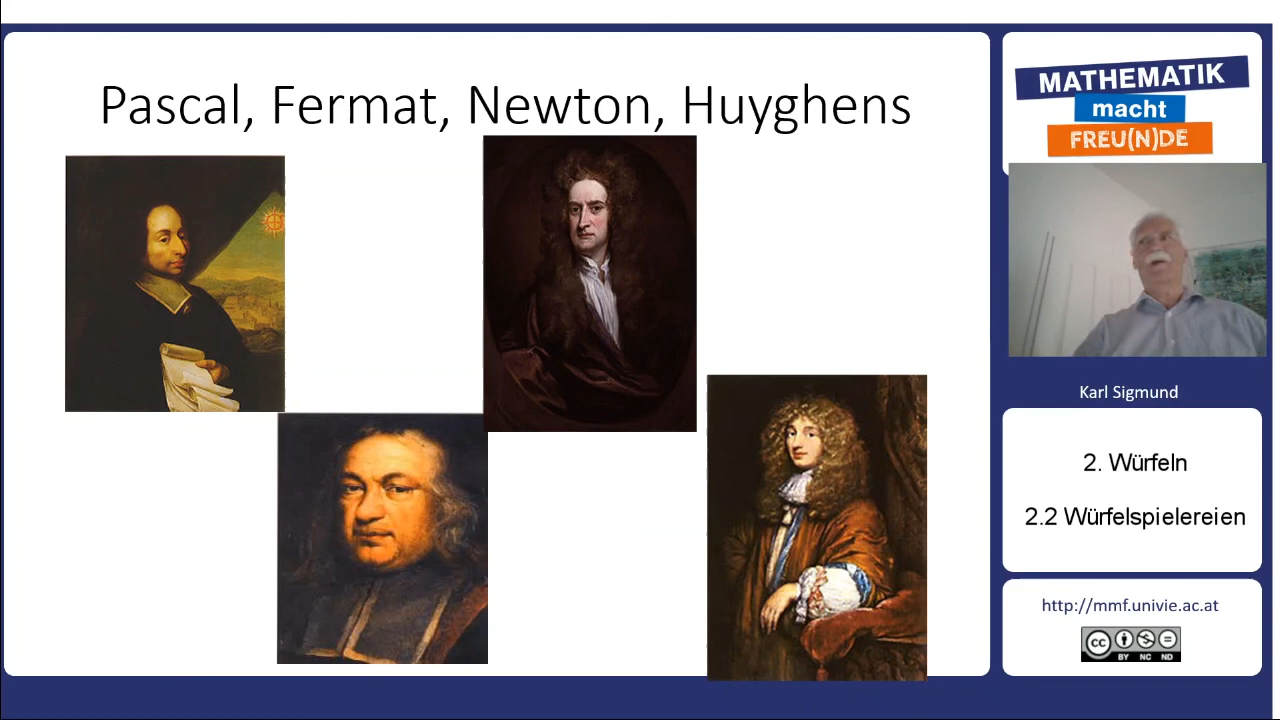 Pascal, Fermat, Newton, Huyghens
MATHEMATIK
macht
FREU(N)DE
Karl Sigmund
2. Würfeln
2.2 Würfelspielereien
http://mmf.univie.ac.at
cc
BY NC ND